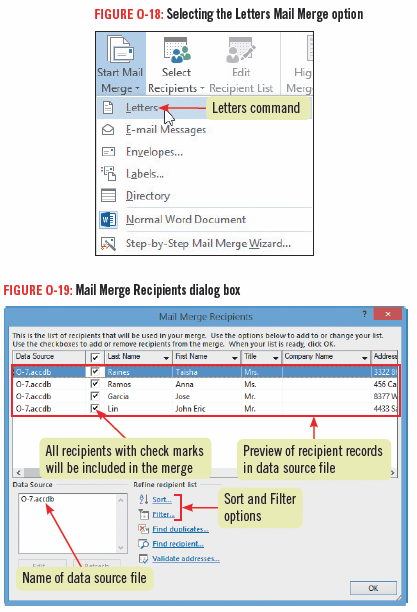 FIGURE O-18: Selecting the Letters Mail Merge option
Start Mail Merge
Select Recipients
Edit Recipient List
Letters
Letters command
E-mail Messages
Envelopes...
Labels...
Directory
Normal Word Document
Step-by-Step Mail Merge Wizard...
FIGURE O-19: Mail Merge Recipients dialog box
Mail Merge Recipients
This is the list of recipients that will be used in your merge. Use the options below to add to or change your list.
Use the checkboxes to add or remove recipients from the merge. When your list is ready, click OK.
Data Source Last Name First Name Title Company Name Address
O-7.accdb Raines Taisha Mrs. 3322
O-7.accdb Ramos Anna Ms. 456 Ca
O-7.accdb Garcia Jose Mr. 8377 W
O-7.accdb Lin John Eric Mr. 4433 Sa
All recipients with check marks
will be included in the merge
Preview of recipient records
in data source file
Data Source
Refine recipient list
O-7.accdb
Sort...
Filter...
Sort and Filter
options
Find duplicates...
Find recipient...
Validate addresses...
Name of data source file
OK